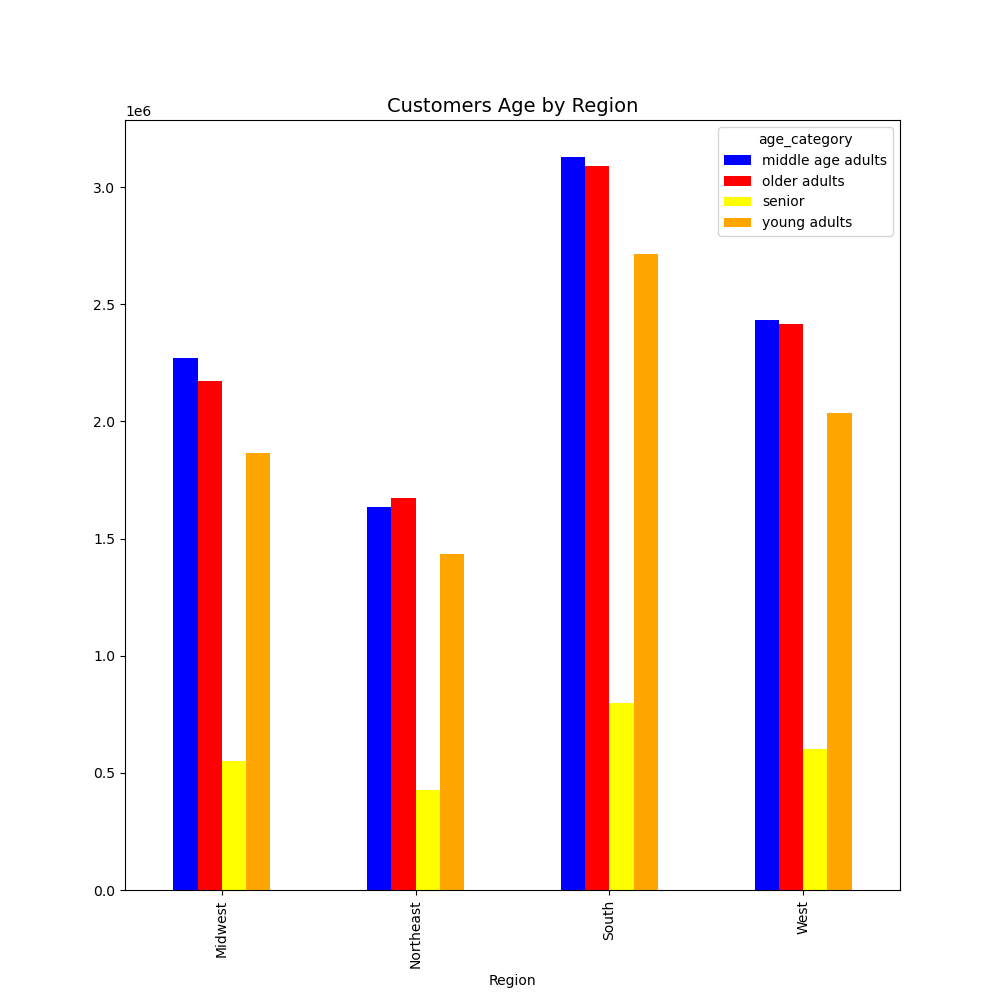 Customers Age by Region
1e6
age_category
middle age adults
older adults
senior
young adults
3.0
2.5
2.0
1.5
1.0
0.5
0.0
Midwest
Northeast
South
West
Region